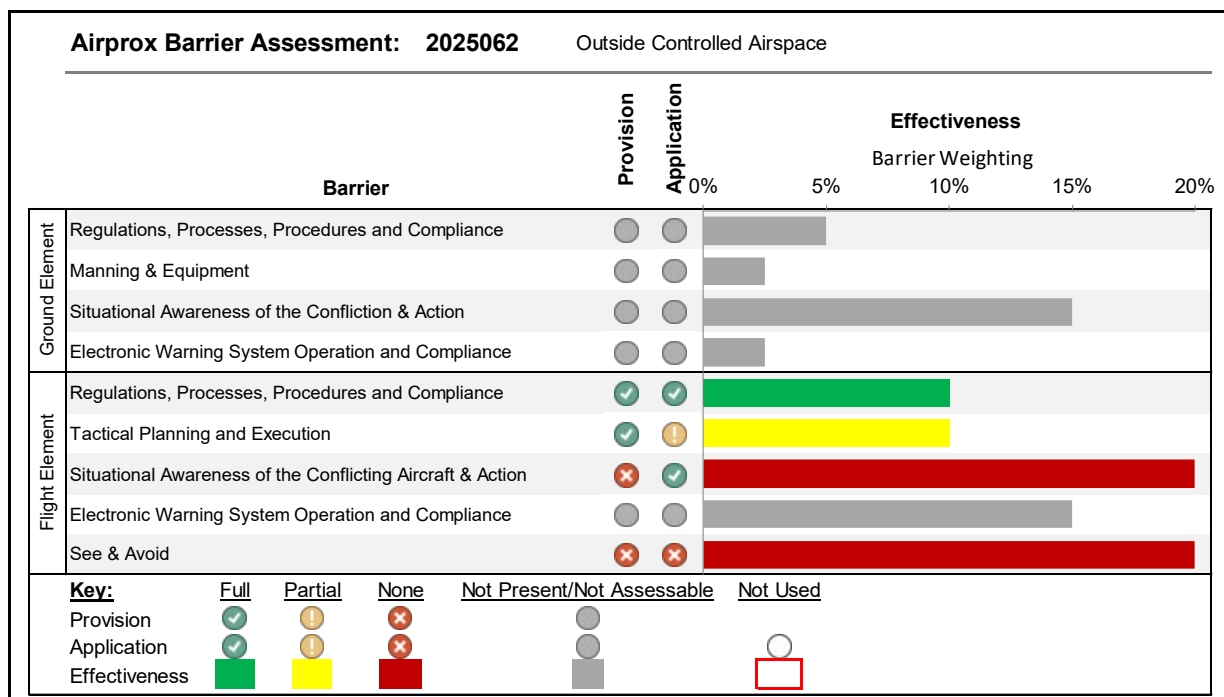 Airprox Barrier Assessment: 2025062 Outside Controlled Airspace
Barrier Provision Application Effectiveness
Barrier Weighting
0% 5% 10% 15% 20%
Ground Element
Regulations, Processes, Procedures and Compliance
Manning & Equipment
Situational Awareness of the Confliction & Action
Electronic Warning System Operation and Compliance
Flight Element
Regulations, Processes, Procedures and Compliance
Tactical Planning and Execution
Situational Awareness of the Conflicting Aircraft & Action
Electronic Warning System Operation and Compliance
See & Avoid
Key: Full Partial None Not Present/Not Assessable Not Used
Provision
Application
Effectiveness